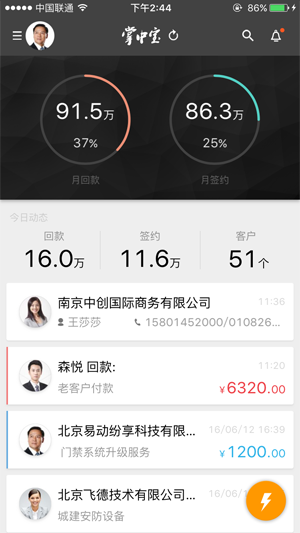 中国联通
下午2:44
86%
掌中宝
91.5万
37%
月回款
86.3万
25%
月签约
今日动态
回款
16.0万
签约
11.6万
客户
51个
南京中创国际商务有限公司 11:36
王莎莎 15801452000/010826...
森悦 回款: 11:20
老客户付款 ¥6320.00
北京易动纷享科技有限... 16/06/12 16:39
门禁系统升级服务 ¥1200.00
北京飞德技术有限公司... 16/06/1
城建安防设备